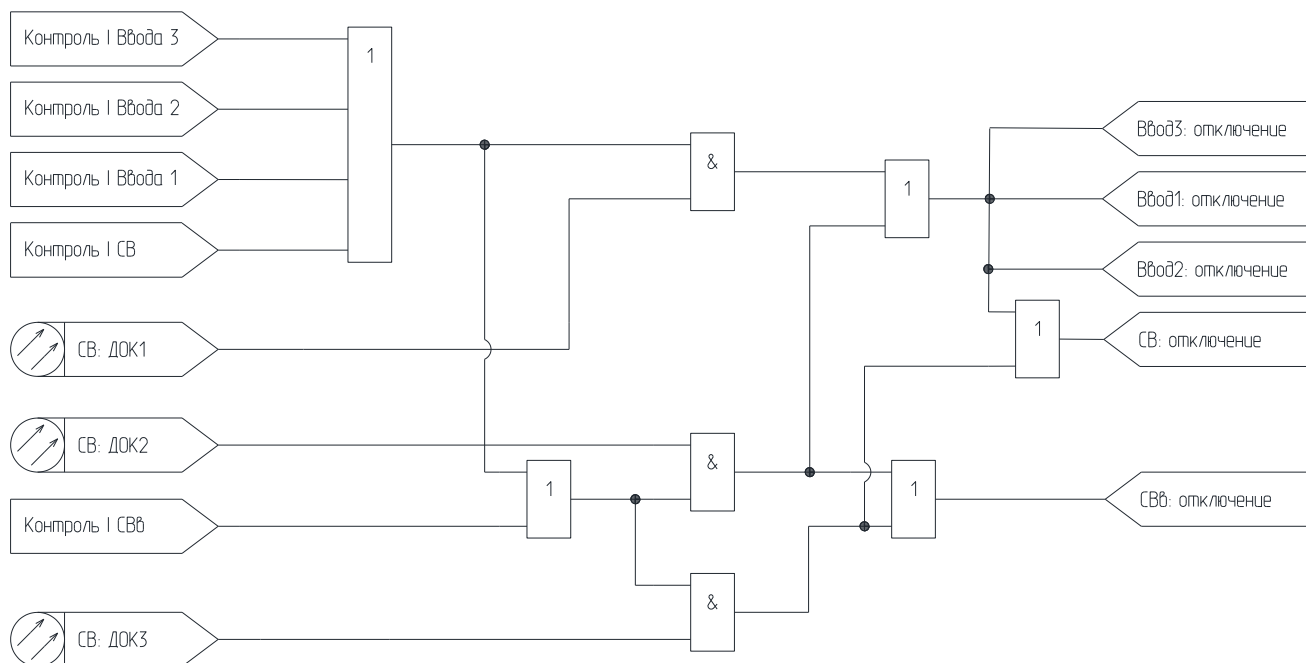 Контроль I Ввода 3
1
Контроль I Ввода 2
Ввод3: отключение
&
Контроль I Ввода 1
1
Ввод1: отключение
Контроль I СВ
Ввод2: отключение
СВ: ДОК1
1
СВ: отключение
СВ: ДОК2
&
1
1
СВв: отключение
Контроль I СВв
&
СВ: ДОК3